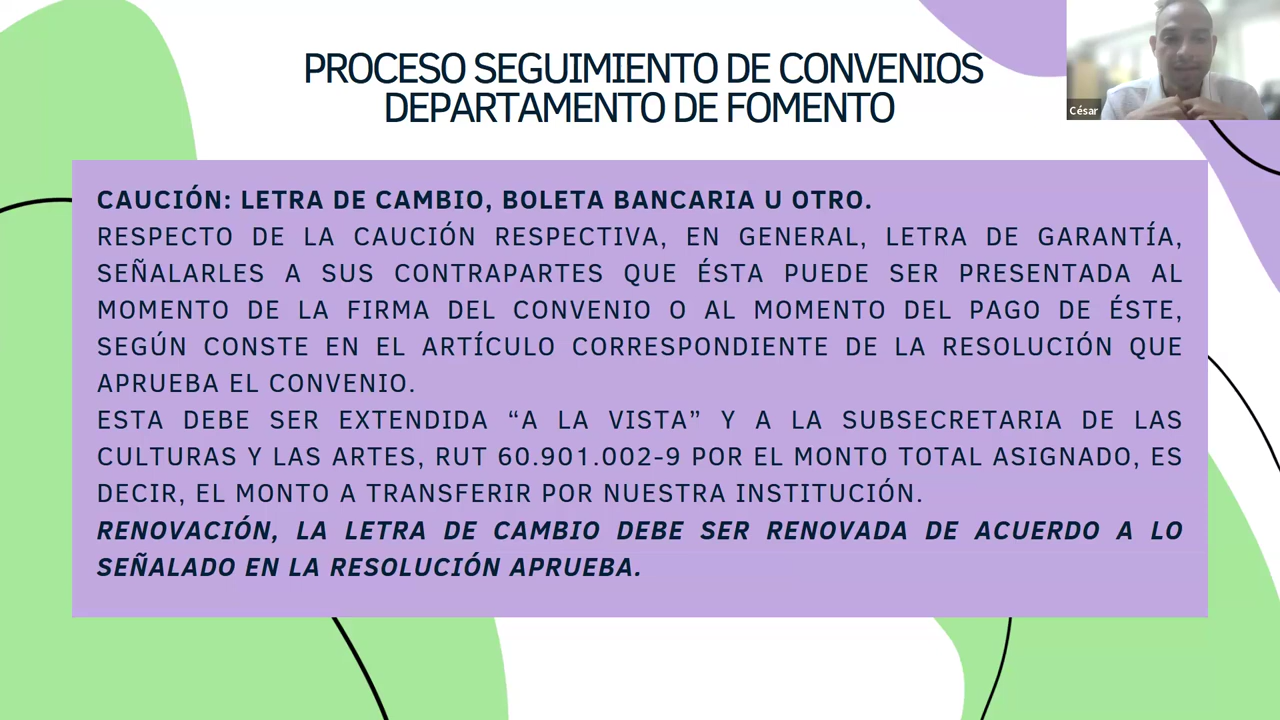 PROCESO SEGUIMIENTO DE CONVENIOS
DEPARTAMENTO DE FOMENTO
César
CAUCIÓN: LETRA DE CAMBIO, BOLETA BANCARIA U OTRO.
RESPECTO DE LA CAUCIÓN RESPECTIVA, EN GENERAL, LETRA DE GARANTÍA,
SEÑALARLES A SUS CONTRAPARTES QUE ÉSTA PUEDE SER PRESENTADA AL
MOMENTO DE LA FIRMA DEL CONVENIO O AL MOMENTO DEL PAGO DE ÉSTE,
SEGÚN CONSTE EN EL ARTÍCULO CORRESPONDIENTE DE LA RESOLUCIÓN QUE
APRUEBA EL CONVENIO.
ESTA DEBE SER EXTENDIDA “A LA VISTA” Y A LA SUBSECRETARIA DE LAS
CULTURAS Y LAS ARTES, RUT 60.901.002-9 POR EL MONTO TOTAL ASIGNADO, ES
DECIR, EL MONTO A TRANSFERIR POR NUESTRA INSTITUCIÓN.
RENOVACIÓN, LA LETRA DE CAMBIO DEBE SER RENOVADA DE ACUERDO A LO
SEÑALADO EN LA RESOLUCIÓN APRUEBA.